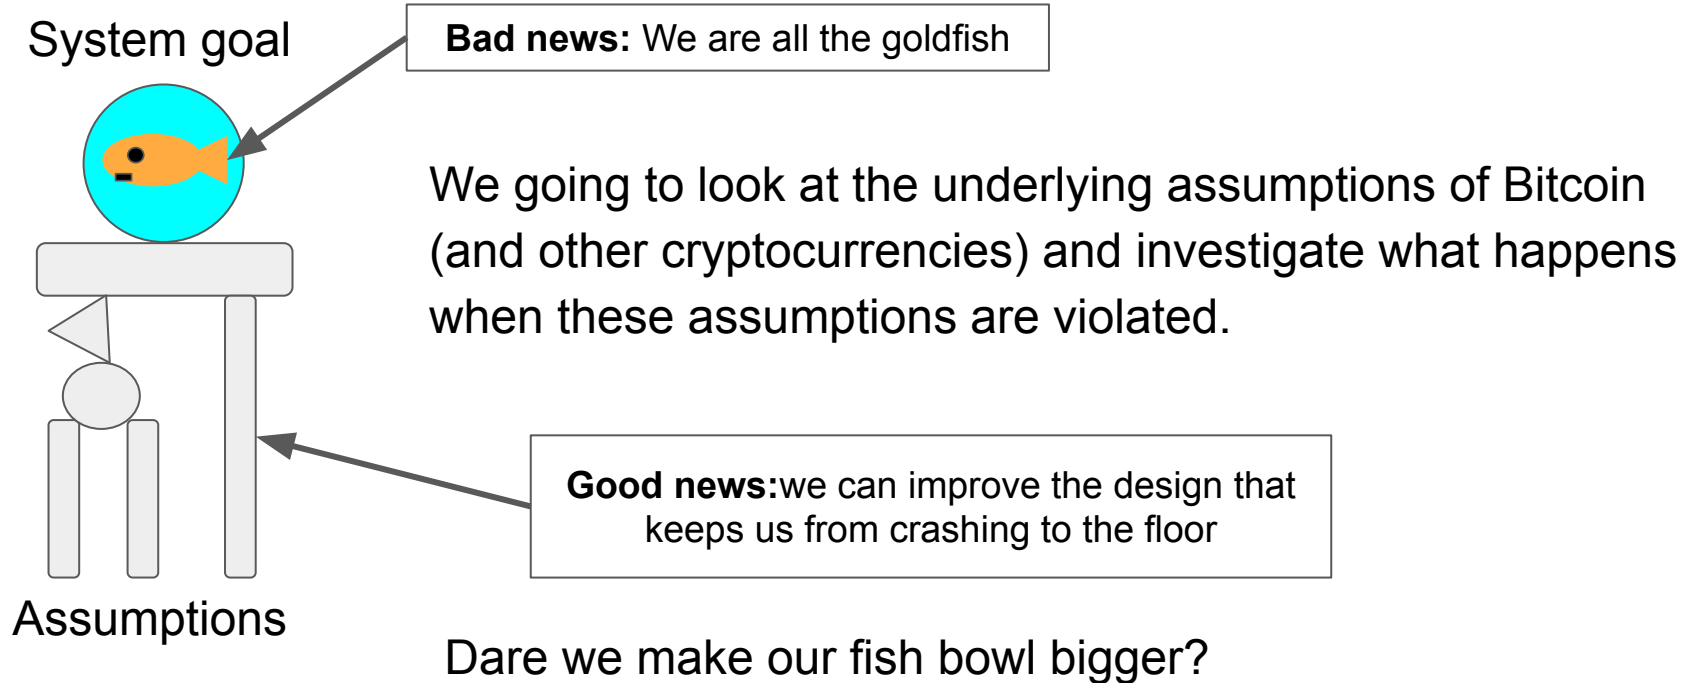 System goal
Bad news: We are all the goldfish
We going to look at the underlying assumptions of Bitcoin
(and other cryptocurrencies) and investigate what happens
when these assumptions are violated.
Good news:we can improve the design that
keeps us from crashing to the floor
Assumptions
Dare we make our fish bowl bigger?